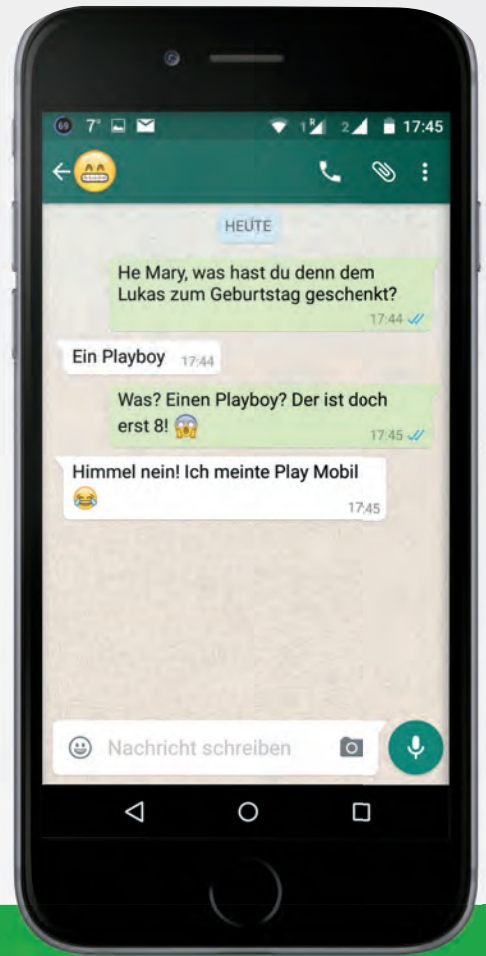 69 7° 1 R 2 17:45
HEUTE
He Mary, was hast du denn dem
Lukas zum Geburtstag geschenkt?
17:44
Ein Playboy 17:44
Was? Einen Playboy? Der ist doch
erst 8! 😱
17:45
Himmel nein! Ich meinte Play Mobil
😂
17:45
Nachricht schreiben